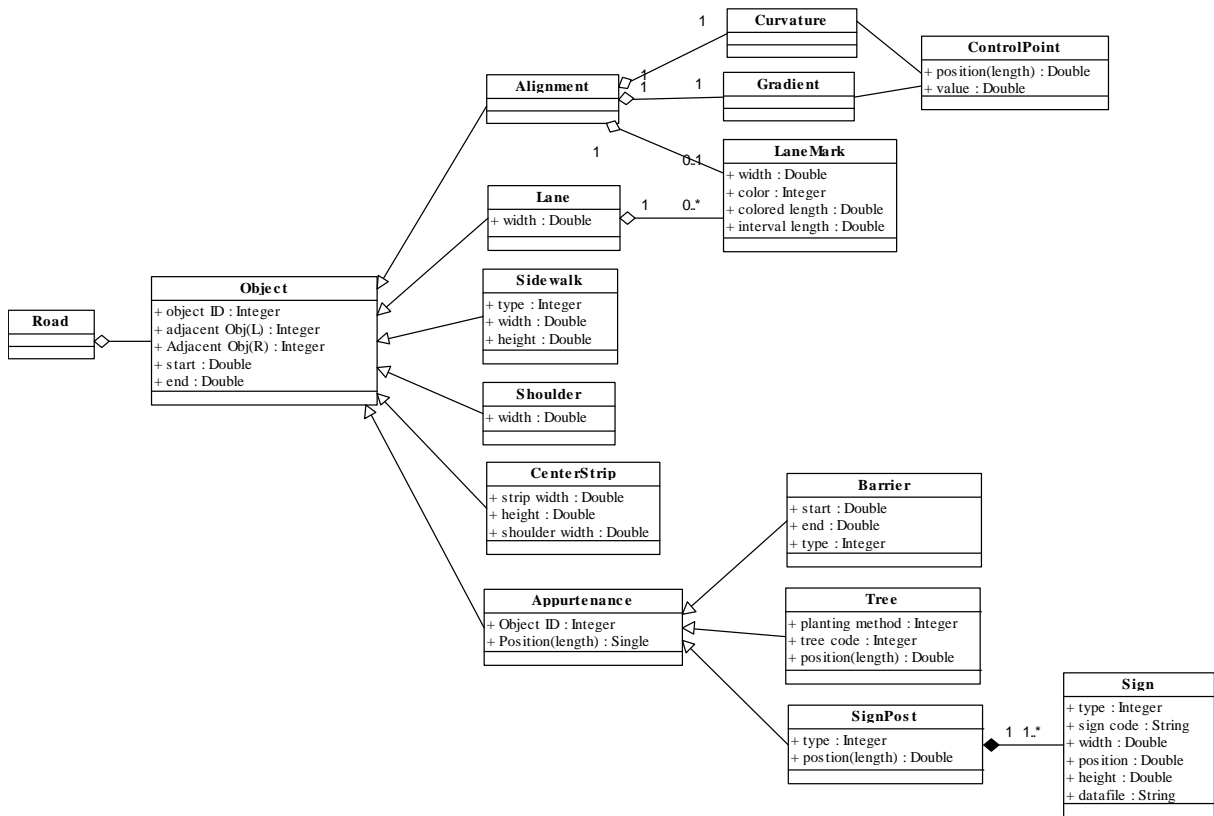 Road
Object
+ object ID : Integer
+ adjacent Obj(L) : Integer
+ Adjacent Obj(R) : Integer
+ start : Double
+ end : Double
Alignment
1
1
1
1
1
0..1
Curvature
Gradient
ControlPoint
+ position(length) : Double
+ value : Double
LaneMark
+ width : Double
+ color : Integer
+ colored length : Double
+ interval length : Double
Lane
+ width : Double
1
0..*
Sidewalk
+ type : Integer
+ width : Double
+ height : Double
Shoulder
+ width : Double
CenterStrip
+ strip width : Double
+ height : Double
+ shoulder width : Double
Appurtenance
+ Object ID : Integer
+ Position(length) : Single
Barrier
+ start : Double
+ end : Double
+ type : Integer
Tree
+ planting method : Integer
+ tree code : Integer
+ position(length) : Double
SignPost
+ type : Integer
+ postion(length) : Double
1 1..*
Sign
+ type : Integer
+ sign code : String
+ width : Double
+ position : Double
+ height : Double
+ datafile : String